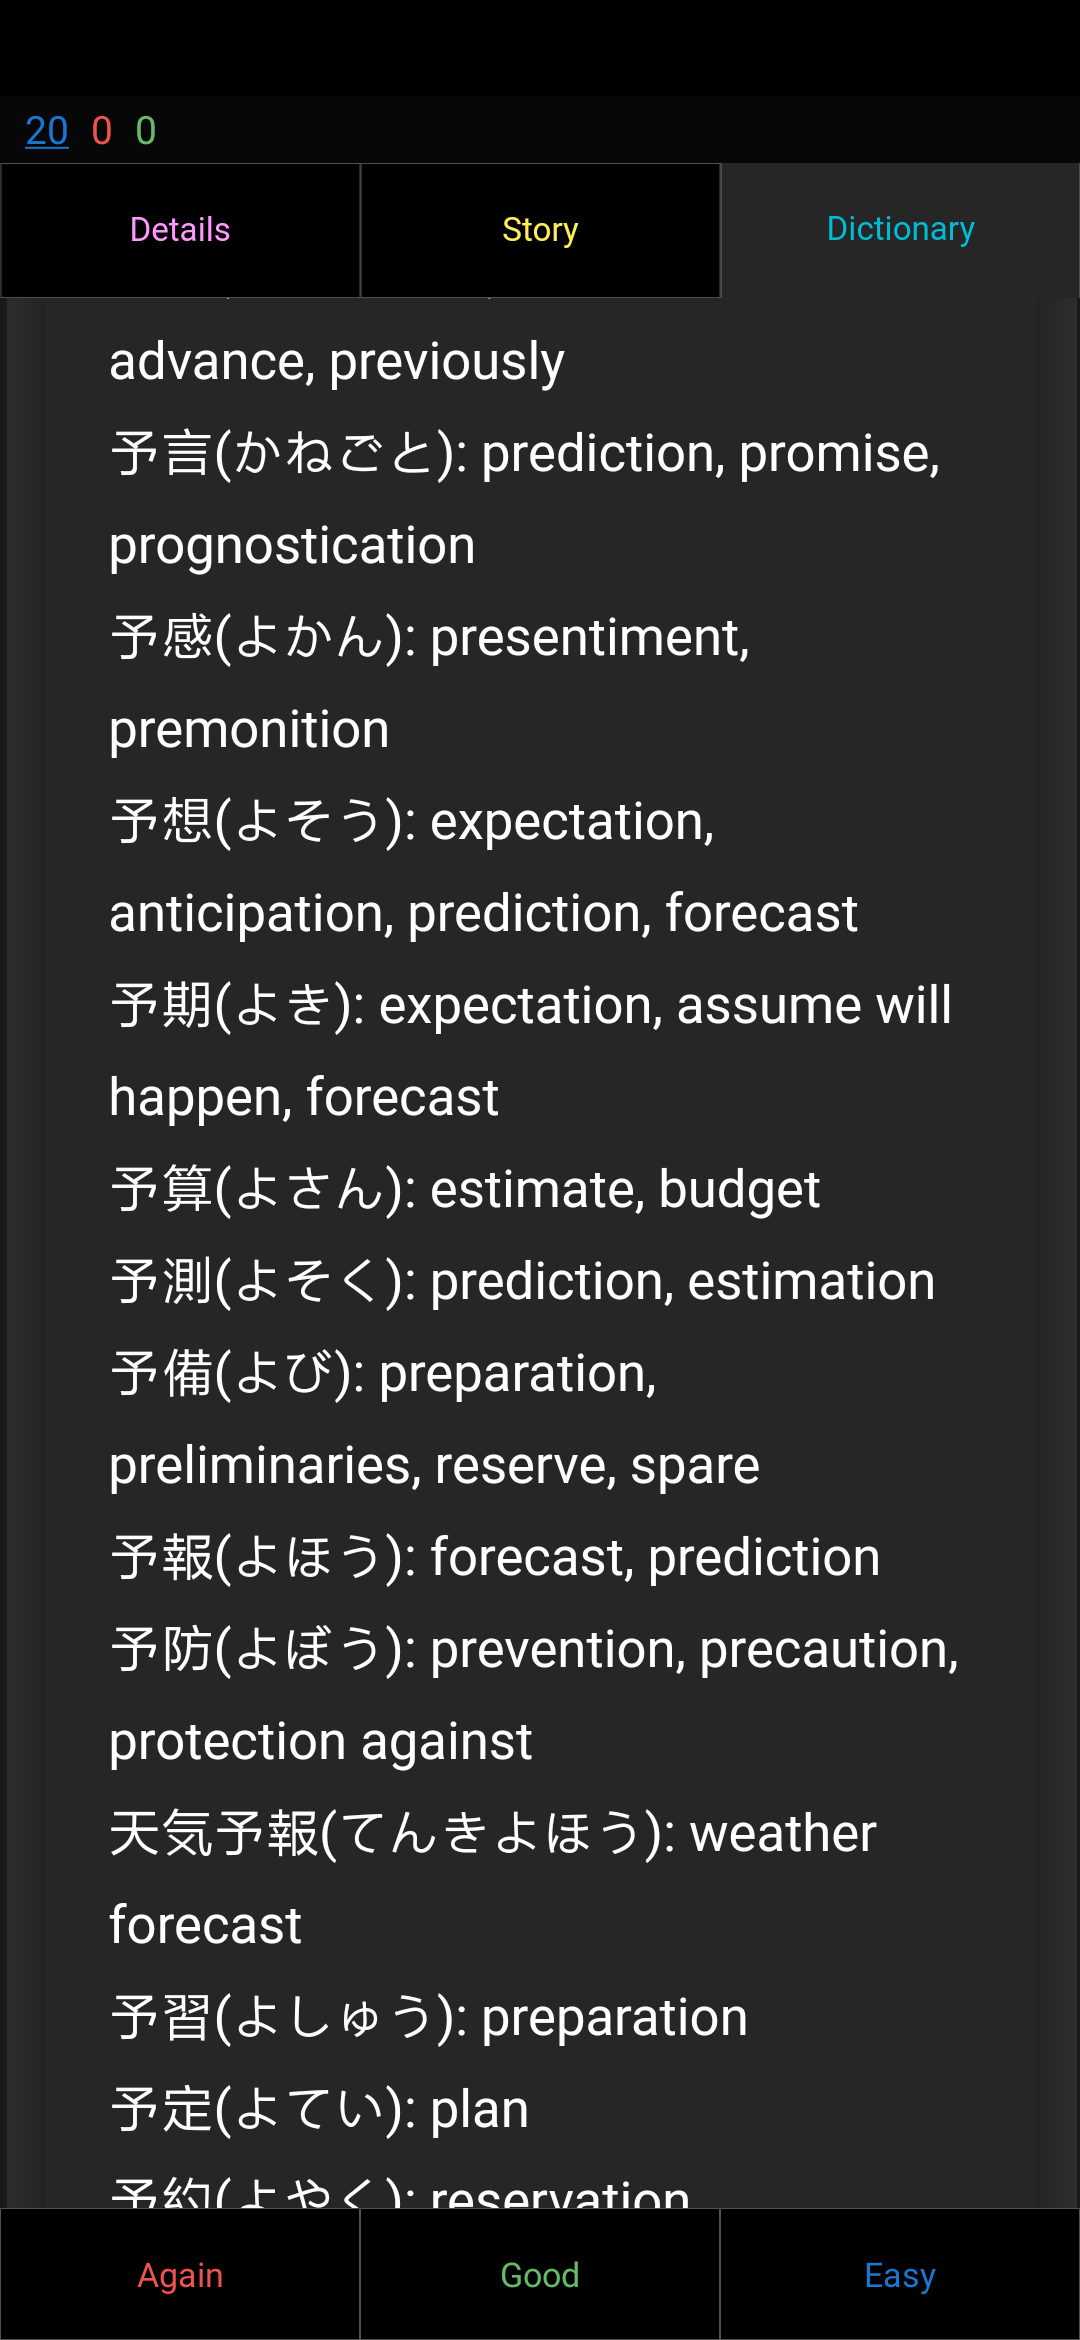 20 0 0
Details Story Dictionary
advance, previously
予言(かねごと): prediction, promise,
prognostication
予感(よかん): presentiment,
premonition
予想(よそう): expectation,
anticipation, prediction, forecast
予期(よき): expectation, assume will
happen, forecast
予算(よさん): estimate, budget
予測(よそく): prediction, estimation
予備(よび): preparation,
preliminaries, reserve, spare
予報(よほう): forecast, prediction
予防(よぼう): prevention, precaution,
protection against
天気予報(てんきよほう): weather
forecast
予習(よしゅう): preparation
予定(よてい): plan
予約(よやく): reservation
Again Good Easy